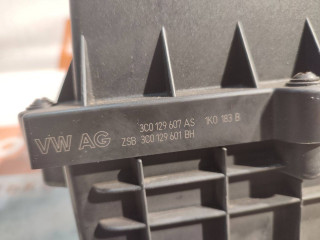 3C0 129 607 AS 1K0 183 B
VW AG ZSB 3C0 129 601 BH